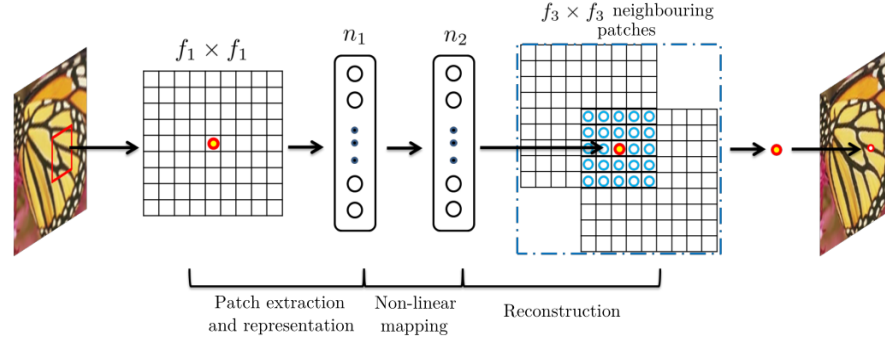 f₁ × f₁
n₁
n₂
f₃ × f₃ neighbouring
patches
Patch extraction
and representation
Non-linear
mapping
Reconstruction